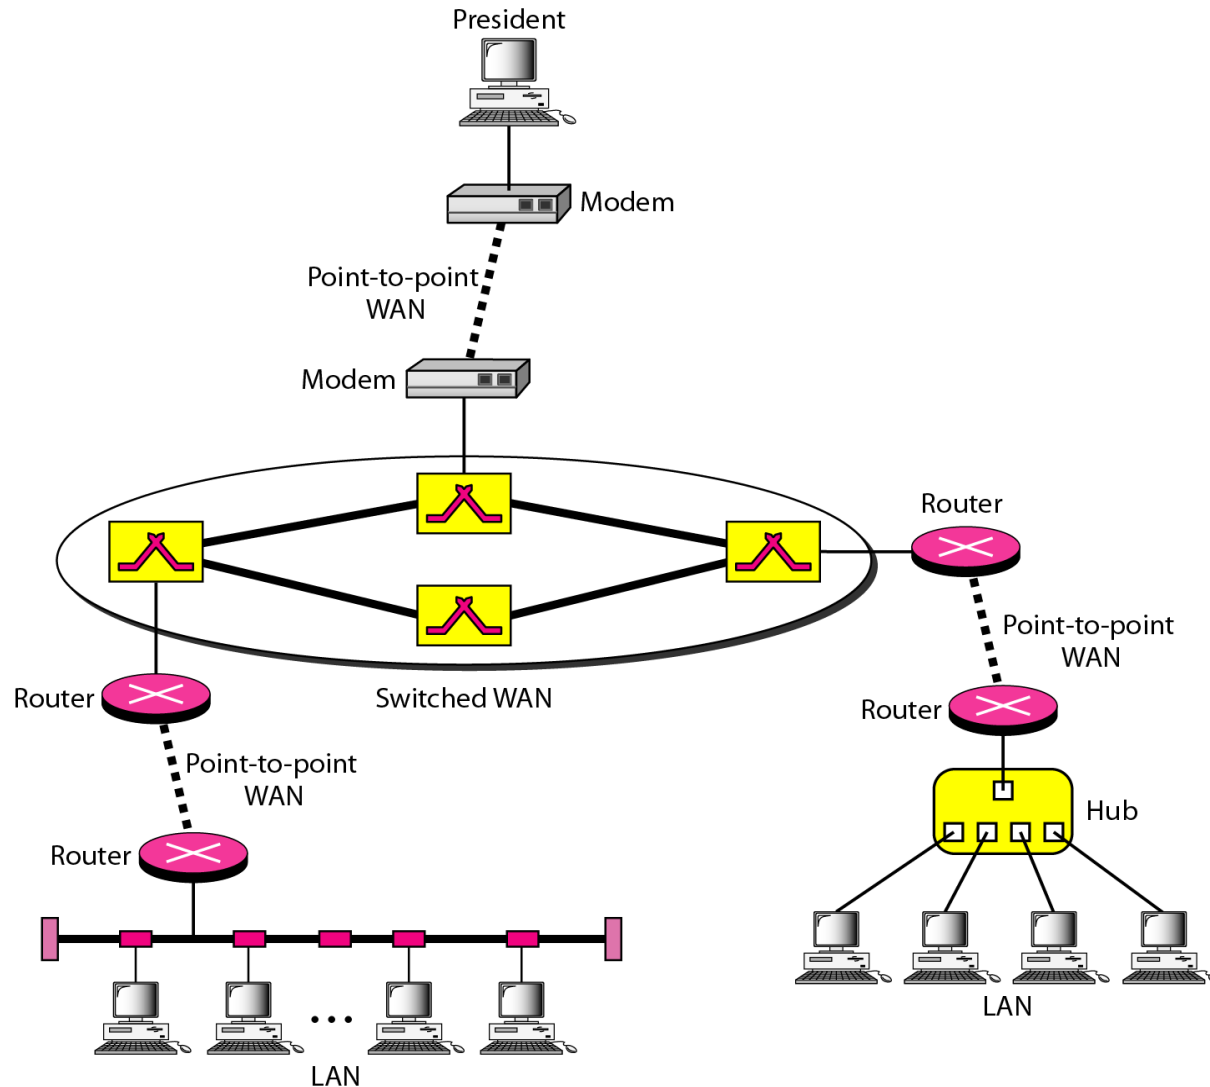 President
Modem
Point-to-point
WAN
Modem
Router
Point-to-point
WAN
Router
Switched WAN
Router
Point-to-point
WAN
Hub
Router
LAN
LAN